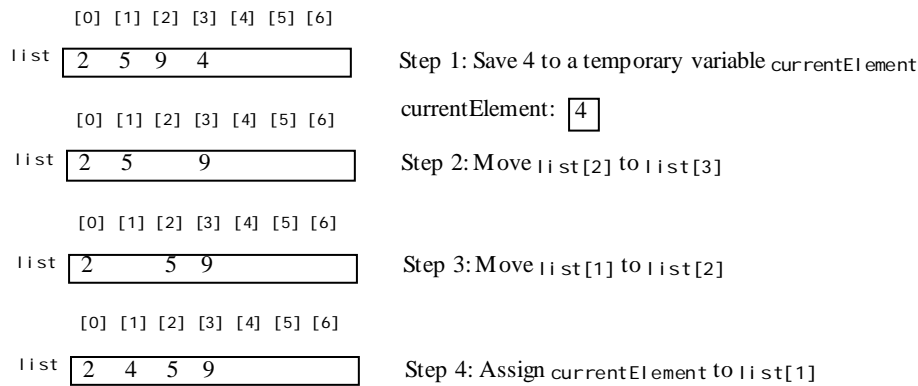 [0] [1] [2] [3] [4] [5] [6]
list 2 5 9 4 Step 1: Save 4 to a temporary variable currentElement
currentElement: 4
[0] [1] [2] [3] [4] [5] [6]
list 2 5 9 Step 2: Move list[2] to list[3]
[0] [1] [2] [3] [4] [5] [6]
list 2 5 9 Step 3: Move list[1] to list[2]
[0] [1] [2] [3] [4] [5] [6]
list 2 4 5 9 Step 4: Assign currentElement to list[1]